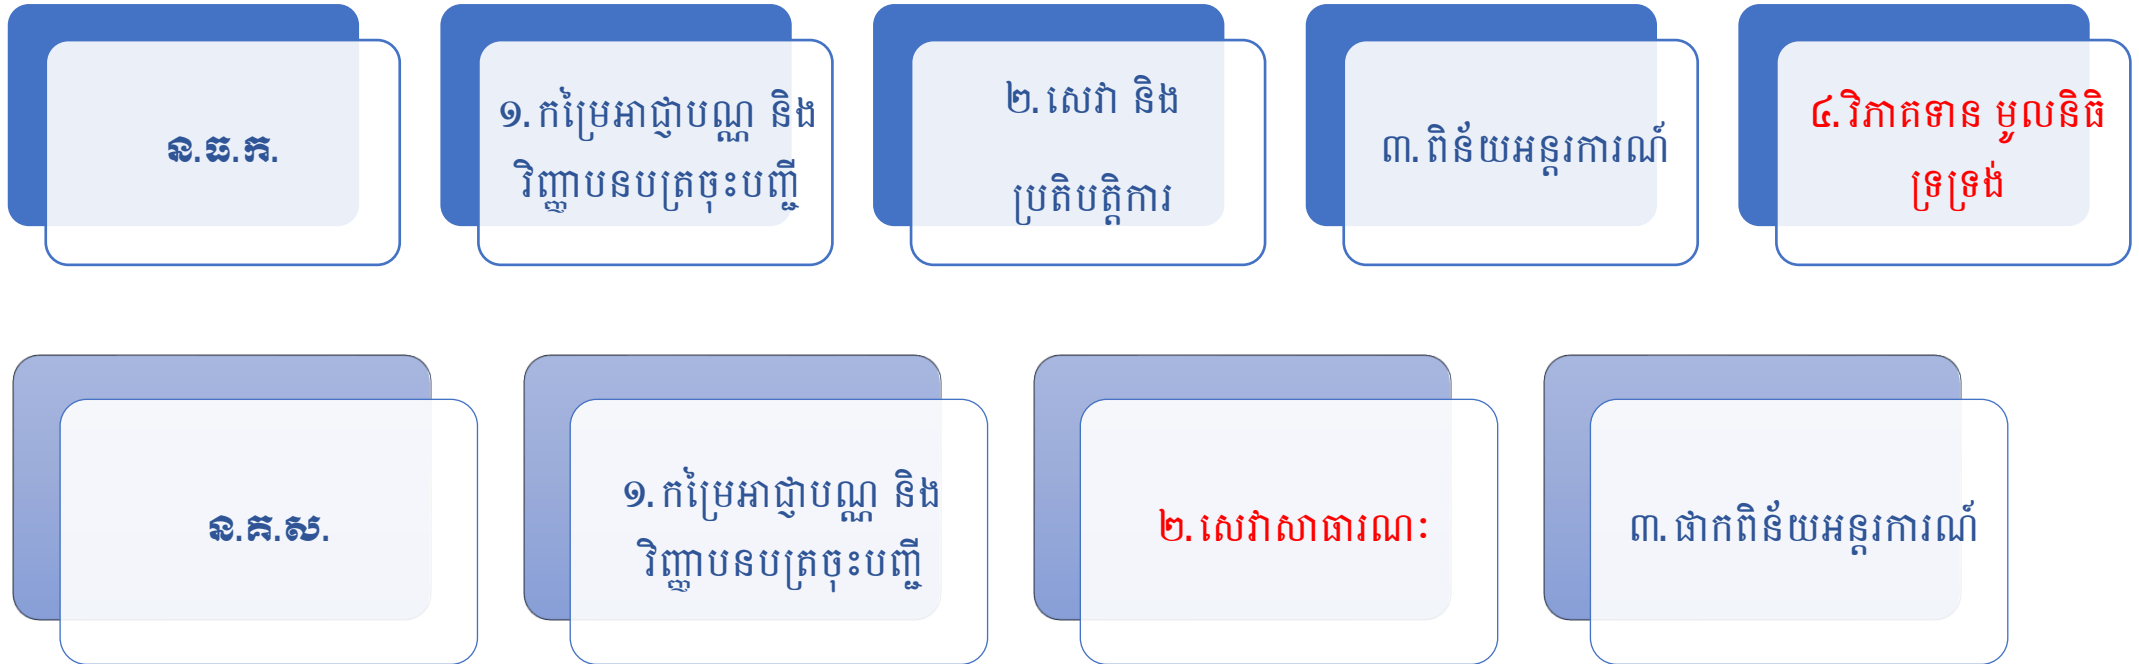 ន.ធ.ក.
១. កម្រៃអាជ្ញាបណ្ណ និង
វិញ្ញាបនបត្រចុះបញ្ជី
២. សេវា និង
ប្រតិបត្តិការ
៣. ពិន័យអន្តរការណ៍
៤. វិភាគទាន មូលនិធិ
ទ្រទ្រង់
ន.គ.ស.
១. កម្រៃអាជ្ញាបណ្ណ និង
វិញ្ញាបនបត្រចុះបញ្ជី
២. សេវាសាធារណៈ
៣. ផាកពិន័យអន្តរការណ៍